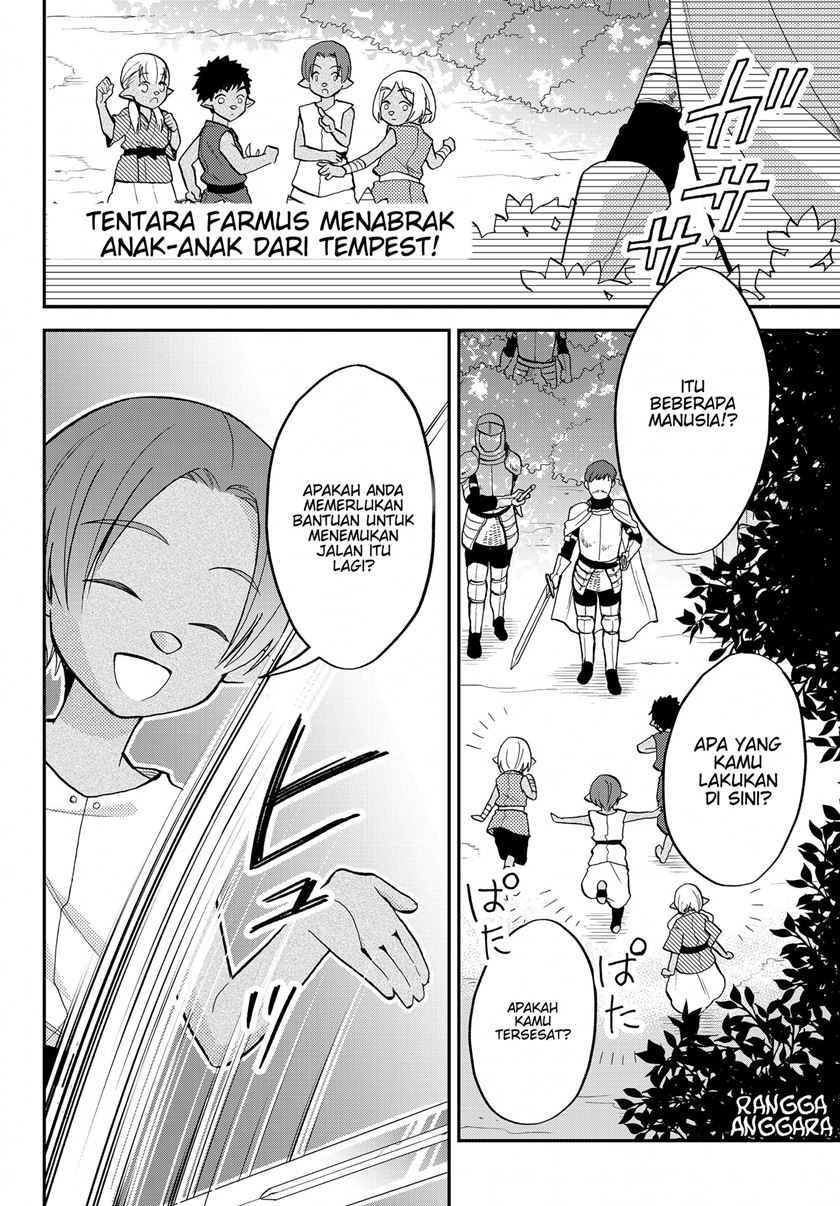 TENTARA FARMUS MENABRAK
ANAK-ANAK DARI TEMPEST!
ガ
サ
サ
ITU
BEBERAPA
MANUSIA!?
APA YANG
KAMU
LAKUKAN
DI SINI?
ぱた
ぱた
APAKAH
KAMU
TERSESAT?
APAKAH ANDA
MEMERLUKAN
BANTUAN UNTUK
MENEMUKAN
JALAN ITU
LAGI?
ヒュッ
RANGGA
ANGGARA